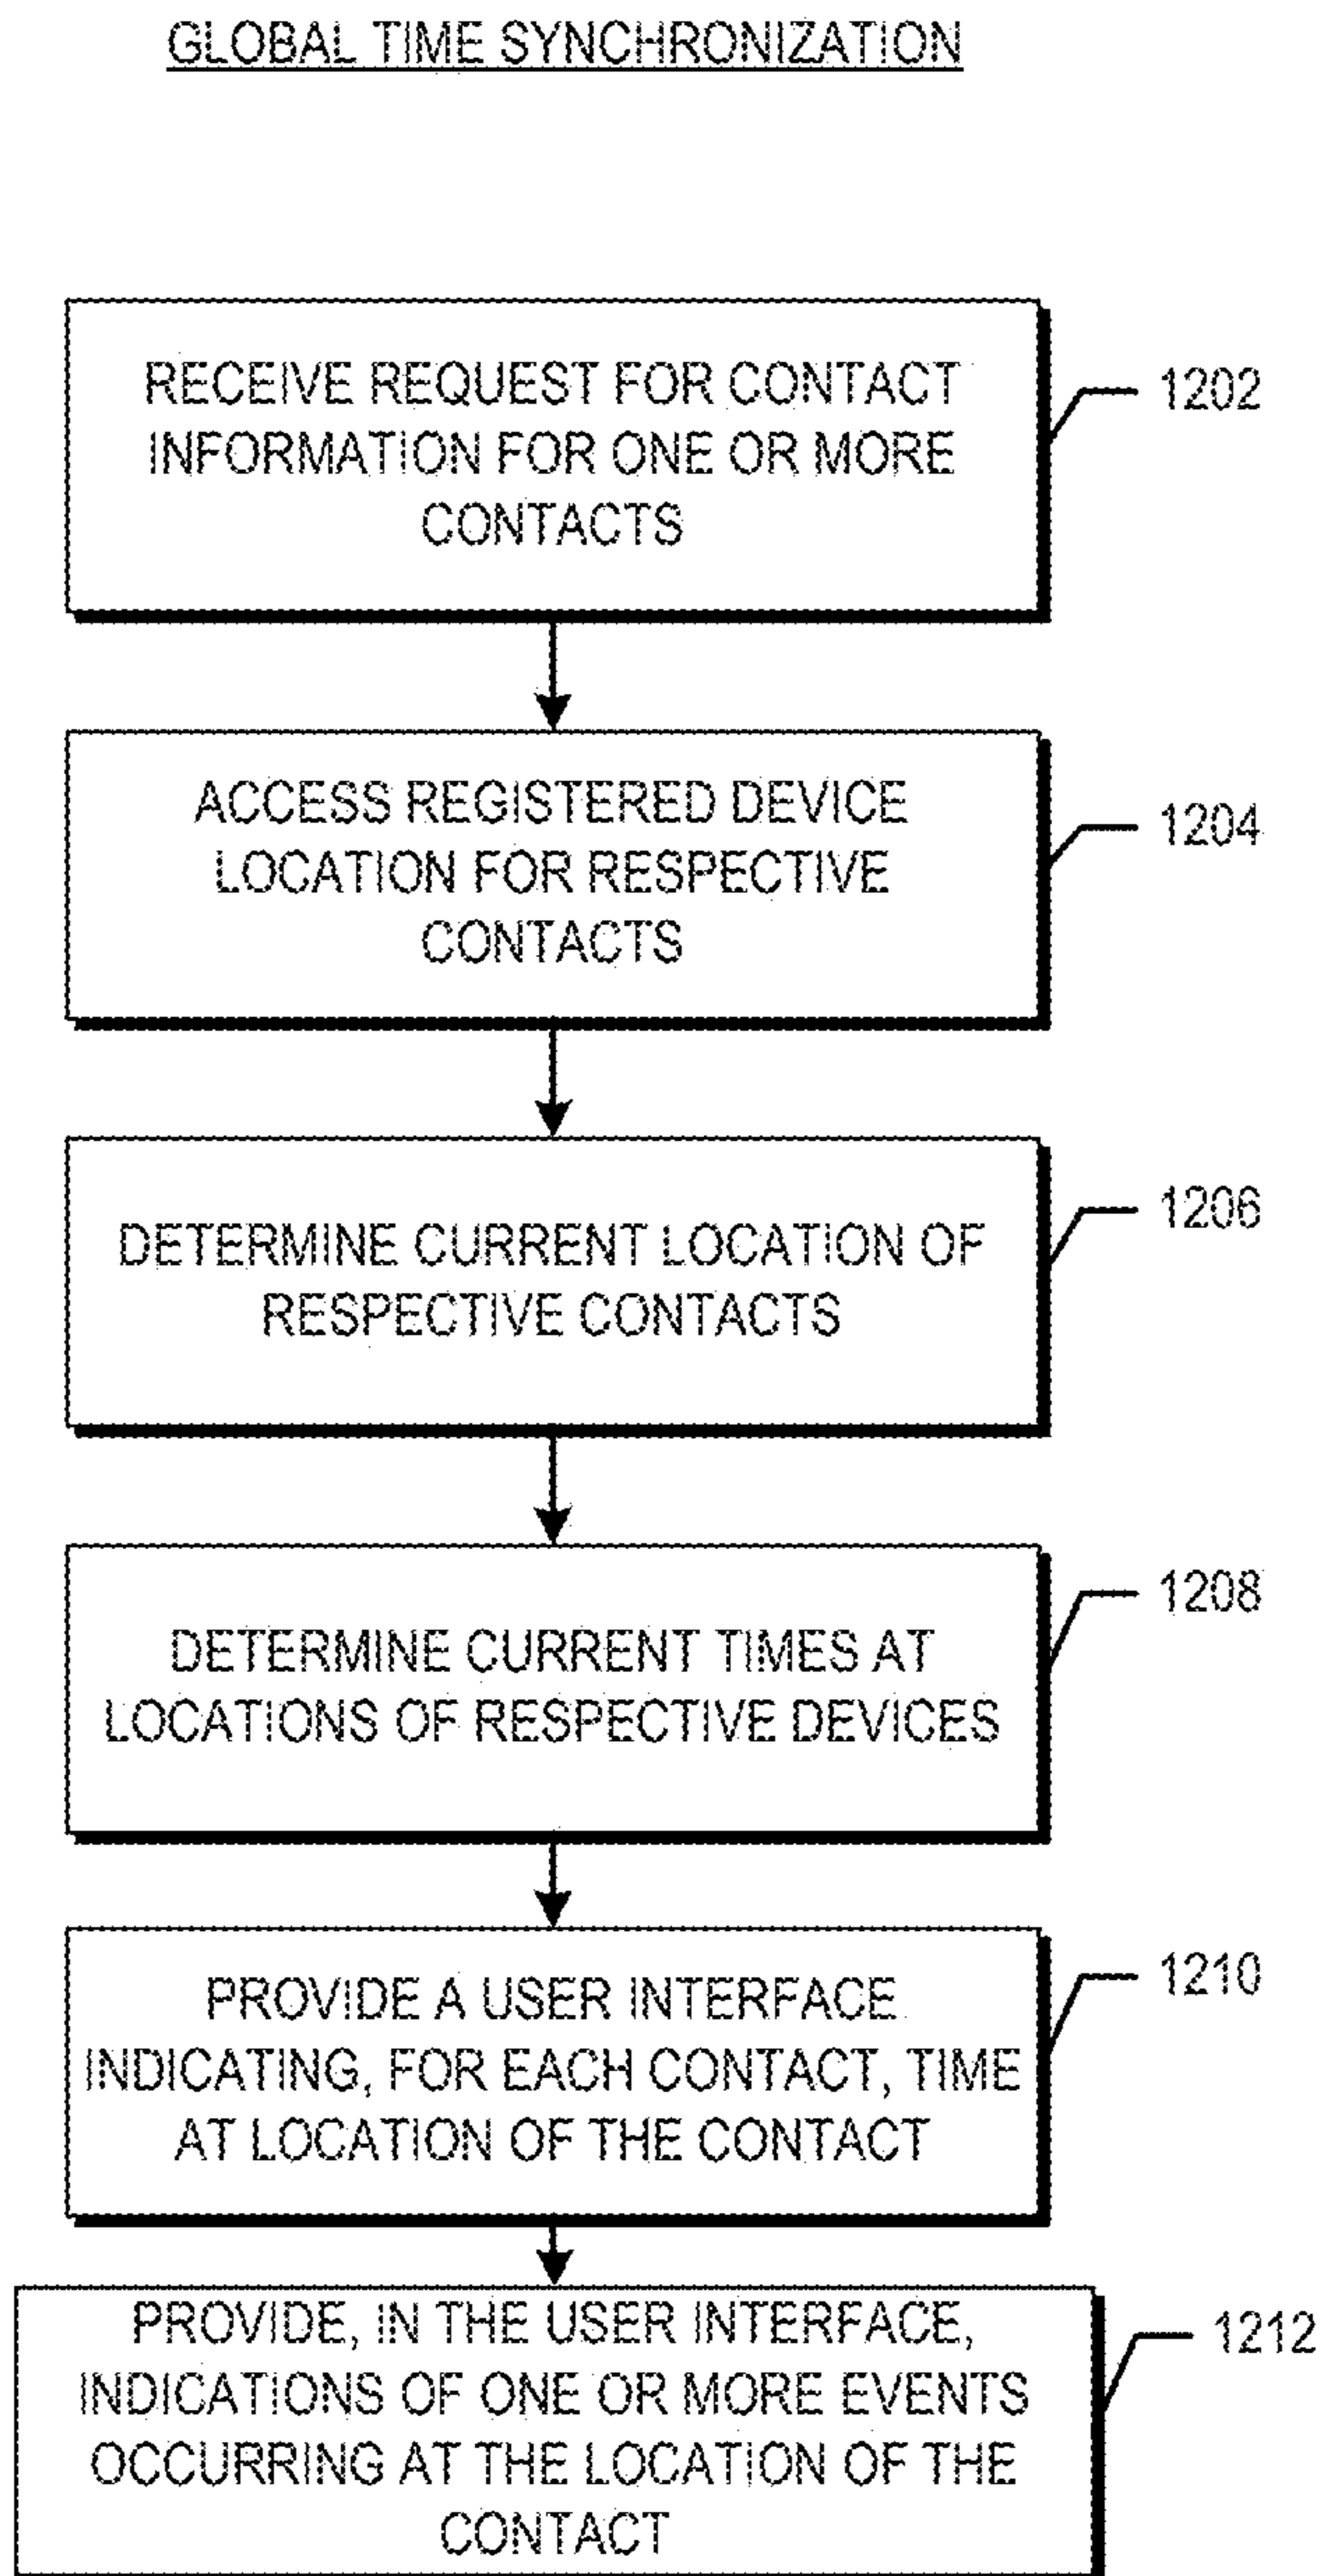 GLOBAL TIME SYNCHRONIZATION
RECEIVE REQUEST FOR CONTACT
INFORMATION FOR ONE OR MORE
CONTACTS
1202
ACCESS REGISTERED DEVICE
LOCATION FOR RESPECTIVE
CONTACTS
1204
DETERMINE CURRENT LOCATION OF
RESPECTIVE CONTACTS
1206
DETERMINE CURRENT TIMES AT
LOCATIONS OF RESPECTIVE DEVICES
1208
PROVIDE A USER INTERFACE
INDICATING, FOR EACH CONTACT, TIME
AT LOCATION OF THE CONTACT
1210
PROVIDE, IN THE USER INTERFACE,
INDICATIONS OF ONE OR MORE EVENTS
OCCURRING AT THE LOCATION OF THE
CONTACT
1212